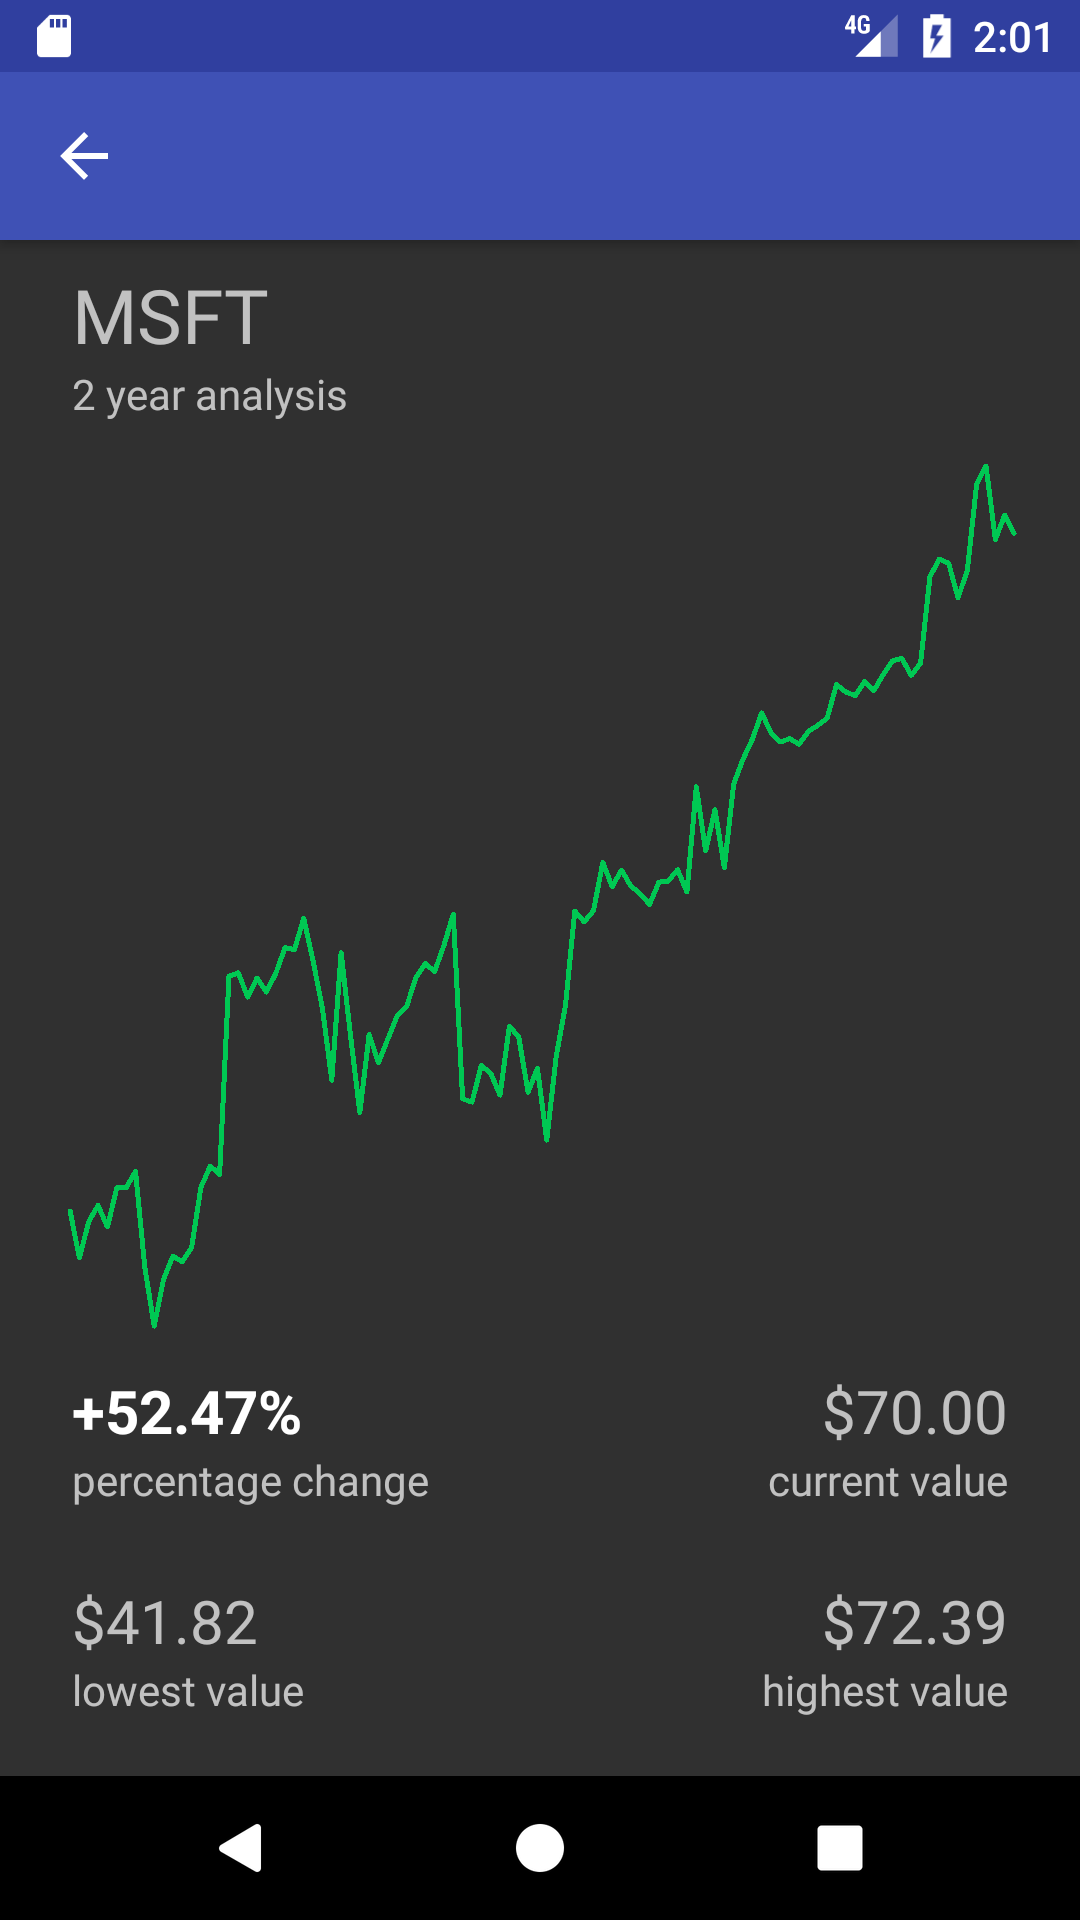 4G 2:01
MSFT
2 year analysis
+52.47% $70.00
percentage change current value
$41.82 $72.39
lowest value highest value